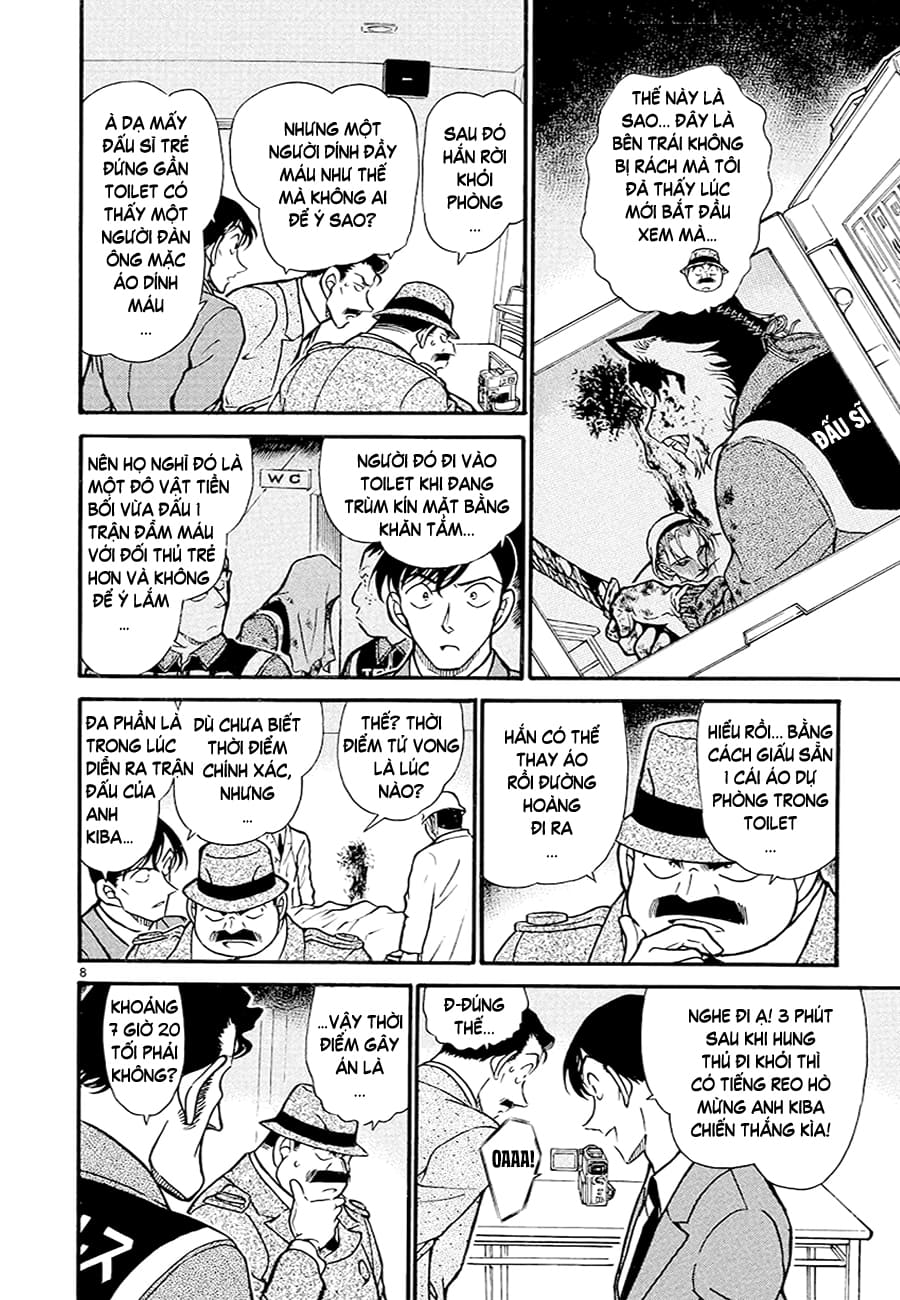 THẾ NÀY LÀ
SAO... ĐÂY LÀ
BÊN TRÁI KHÔNG
BỊ RÁCH MÀ TÔI
ĐÃ THẤY LÚC
MỚI BẮT ĐẦU
XEM MÀ...
ĐẤU SĨ
SAU ĐÓ
HẮN RỜI
KHỎI
PHÒNG
...
NHƯNG MỘT
NGƯỜI DÍNH ĐẦY
MÁU NHƯ THẾ
MÀ KHÔNG AI
ĐỂ Ý SAO?
À DẠ MẤY
ĐẤU SĨ TRẺ
ĐỨNG GẦN
TOILET CÓ
THẤY MỘT
NGƯỜI ĐÀN
ÔNG MẶC
ÁO DÍNH
MÁU
...
NGƯỜI ĐÓ ĐI VÀO
TOILET KHI ĐANG
TRÙM KÍN MẶT BẰNG
KHĂN TẮM...
WC
NÊN HỌ NGHĨ ĐÓ LÀ
MỘT ĐÔ VẬT TIỀN
BỐI VỪA ĐẤU 1
TRẬN ĐẪM MÁU
VỚI ĐỐI THỦ TRẺ
HƠN VÀ KHÔNG
ĐỂ Ý LẮM
...
HIỂU RỒI... BẰNG
CÁCH GIẤU SẴN
1 CÁI ÁO DỰ
PHÒNG TRONG
TOILET
...
HẮN CÓ THỂ
THAY ÁO
RỒI ĐƯỜNG
HOÀNG
ĐI RA
...
THẾ? THỜI
ĐIỂM TỬ VONG
LÀ LÚC
NÀO?
DÙ CHƯA BIẾT
THỜI ĐIỂM
CHÍNH XÁC,
NHƯNG
...
ĐA PHẦN LÀ
TRONG LÚC
DIỄN RA TRẬN
ĐẤU CỦA
ANH
KIBA...
8
NGHE ĐI Ạ! 3 PHÚT
SAU KHI HUNG
THỦ ĐI KHỎI THÌ
CÓ TIẾNG REO HÒ
MỪNG ANH KIBA
CHIẾN THẮNG KÌA!
OAAA!
Đ-ĐÚNG
THẾ...
...VẬY THỜI
ĐIỂM GÂY
ÁN LÀ
...
KHOẢNG
7 GIỜ 20
TỐI PHẢI
KHÔNG?